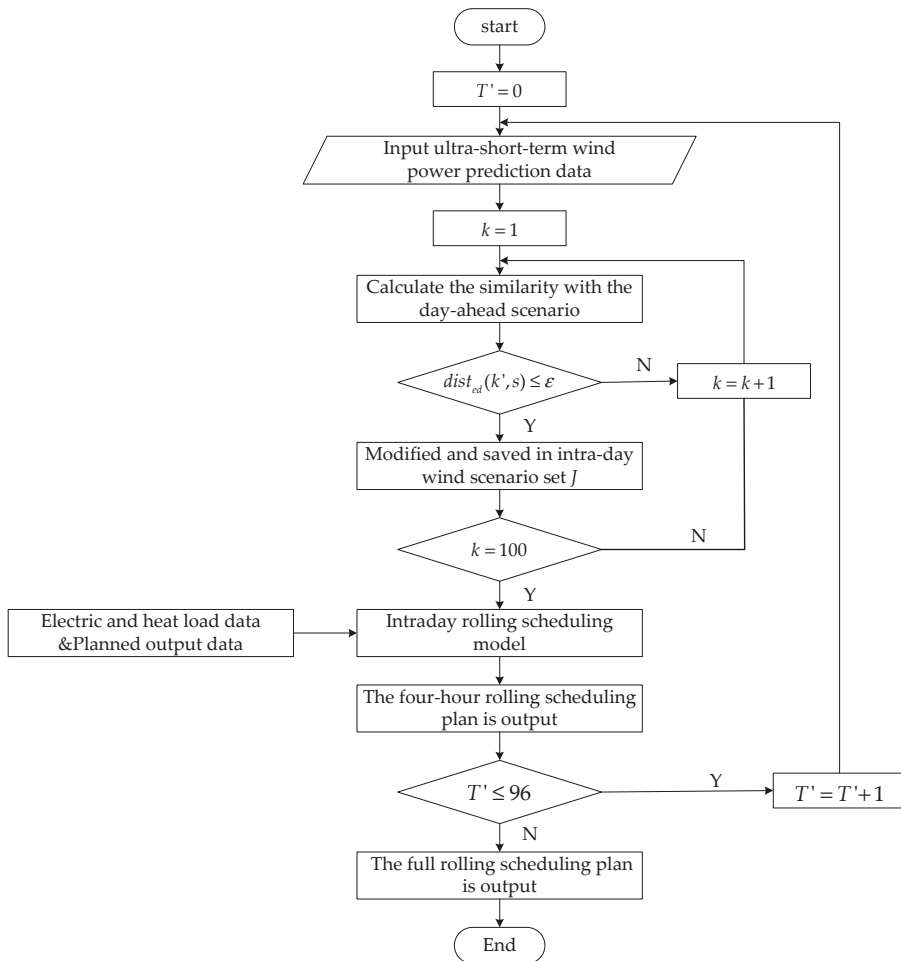 start
T'=0
Input ultra-short-term wind
power prediction data
k=1
Calculate the similarity with the
day-ahead scenario
dist_ed(k',s)≤ε
N
k=k+1
Y
Modified and saved in intra-day
wind scenario set J
k=100
N
Y
Electric and heat load data
&Planned output data
Intraday rolling scheduling
model
The four-hour rolling scheduling
plan is output
T'≤96
Y
T'=T'+1
N
The full rolling scheduling plan
is output
End